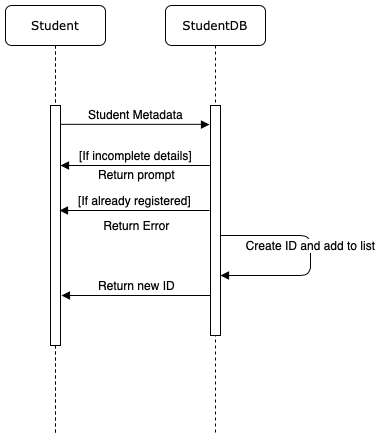 Student
StudentDB
Student Metadata
[If incomplete details]
Return prompt
[If already registered]
Return Error
Create ID and add to list
Return new ID